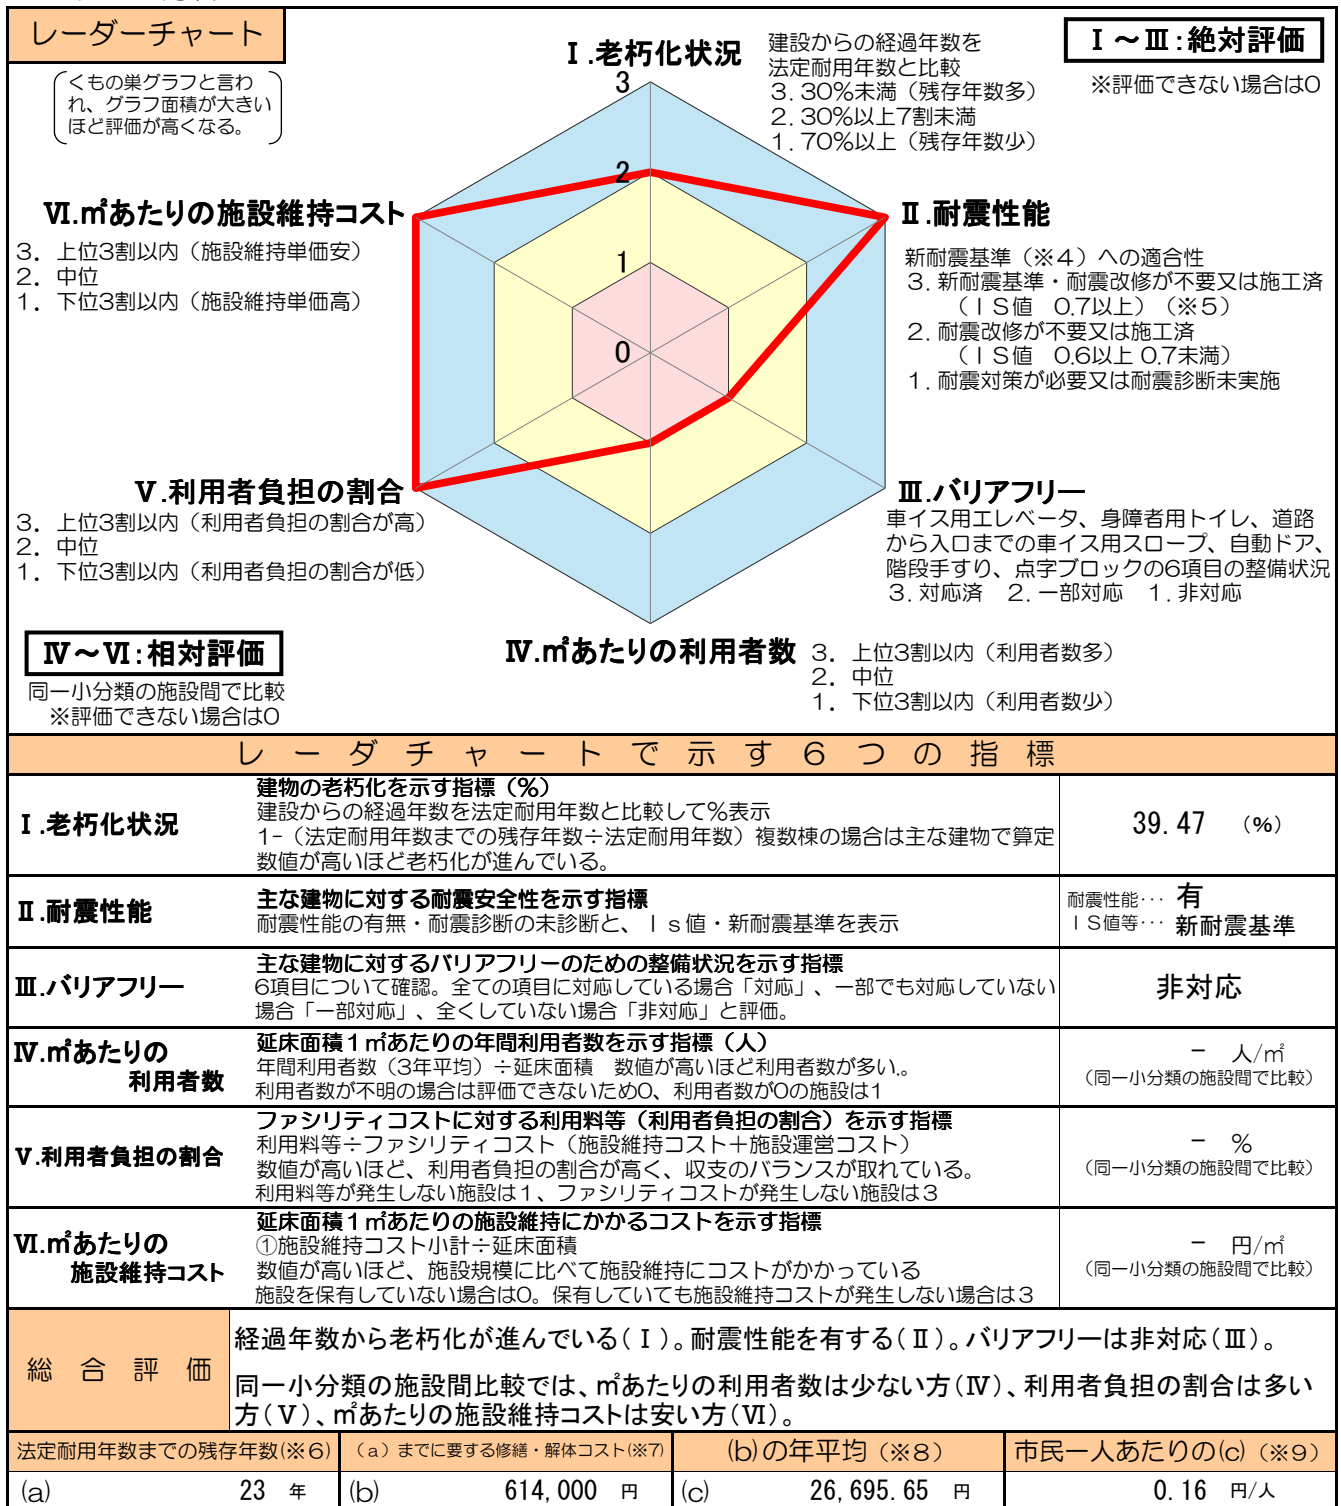 レーダーチャート
くもの巣グラフと言わ
れ、グラフ面積が大きい
ほど評価が高くなる。
Ⅰ.老朽化状況
建設からの経過年数を
法定耐用年数と比較
3. 30%未満（残存年数多）
2. 30%以上7割未満
1. 70%以上（残存年数少）
Ⅰ～Ⅲ:絶対評価
※評価できない場合は0
3
2
1
0
Ⅵ.㎡あたりの施設維持コスト
3. 上位3割以内（施設維持単価安）
2. 中位
1. 下位3割以内（施設維持単価高）
Ⅱ.耐震性能
新耐震基準（※4）への適合性
3. 新耐震基準・耐震改修が不要又は施工済
（ＩＳ値 0.7以上）（※5）
2. 耐震改修が不要又は施工済
（ＩＳ値 0.6以上 0.7未満）
1. 耐震対策が必要又は耐震診断未実施
Ⅴ.利用者負担の割合
3. 上位3割以内（利用者負担の割合が高）
2. 中位
1. 下位3割以内（利用者負担の割合が低）
Ⅲ.バリアフリー
車イス用エレベータ、身障者用トイレ、道路
から入口までの車イス用スロープ、自動ドア、
階段手すり、点字ブロックの6項目の整備状況
3. 対応済 2. 一部対応 1. 非対応
Ⅳ～Ⅵ:相対評価
同一小分類の施設間で比較
※評価できない場合は0
Ⅳ.㎡あたりの利用者数
3. 上位3割以内（利用者数多）
2. 中位
1. 下位3割以内（利用者数少）
レーダチャートで示す6つの指標
Ⅰ.老朽化状況
建物の老朽化を示す指標（％）
建設からの経過年数を法定耐用年数と比較して％表示
1-（法定耐用年数までの残存年数÷法定耐用年数）複数棟の場合は主な建物で算定
数値が高いほど老朽化が進んでいる。
39.47 （%）
Ⅱ.耐震性能
主な建物に対する耐震安全性を示す指標
耐震性能の有無・耐震診断の未診断と、Ｉｓ値・新耐震基準を表示
耐震性能… 有
ＩＳ値等… 新耐震基準
Ⅲ.バリアフリー
主な建物に対するバリアフリーのための整備状況を示す指標
6項目について確認。全ての項目に対応している場合「対応」、一部でも対応していない
場合「一部対応」、全くしていない場合「非対応」と評価。
非対応
Ⅳ.㎡あたりの
利用者数
延床面積１㎡あたりの年間利用者数を示す指標（人）
年間利用者数（3年平均）÷延床面積 数値が高いほど利用者数が多い。
利用者数が不明の場合は評価できないため0、利用者数が0の施設は1
－ 人/㎡
（同一小分類の施設間で比較）
Ⅴ.利用者負担の割合
ファシリティコストに対する利用料等（利用者負担の割合）を示す指標
利用料等÷ファシリティコスト（施設維持コスト＋施設運営コスト）
数値が高いほど、利用者負担の割合が高く、収支のバランスが取れている。
利用料等が発生しない施設は１、ファシリティコストが発生しない施設は３
－ %
（同一小分類の施設間で比較）
Ⅵ.㎡あたりの
施設維持コスト
延床面積１㎡あたりの施設維持にかかるコストを示す指標
①施設維持コスト小計÷延床面積
数値が高いほど、施設規模に比べて施設維持にコストがかかっている
施設を保有していない場合は0。保有していても施設維持コストが発生しない場合は３
－ 円/㎡
（同一小分類の施設間で比較）
総合評価
経過年数から老朽化が進んでいる(Ⅰ)。耐震性能を有する(Ⅱ)。バリアフリーは非対応(Ⅲ)。
同一小分類の施設間比較では、㎡あたりの利用者数は少ない方(Ⅳ)、利用者負担の割合は多い
方(Ⅴ)、㎡あたりの施設維持コストは安い方(Ⅵ)。
法定耐用年数までの残存年数(※6)
（a）までに要する修繕・解体コスト(※7)
(b)の年平均（※8）
市民一人あたりの(c)（※9）
(a) 23 年
(b) 614,000 円
(c) 26,695.65 円
0.16 円/人